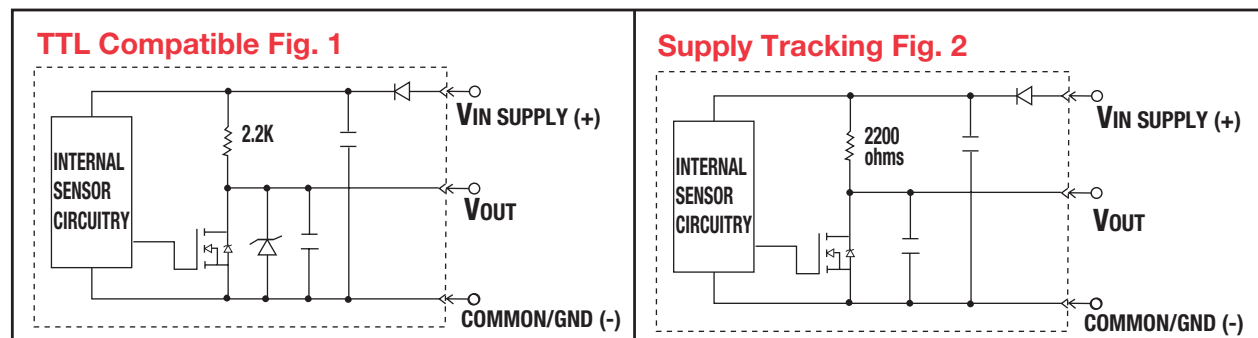 TTL Compatible Fig. 1
VIN SUPPLY (+)
2.2K
INTERNAL
SENSOR
CIRCUITRY
VOUT
COMMON/GND (-)
Supply Tracking Fig. 2
VIN SUPPLY (+)
2200
ohms
INTERNAL
SENSOR
CIRCUITRY
VOUT
COMMON/GND (-)